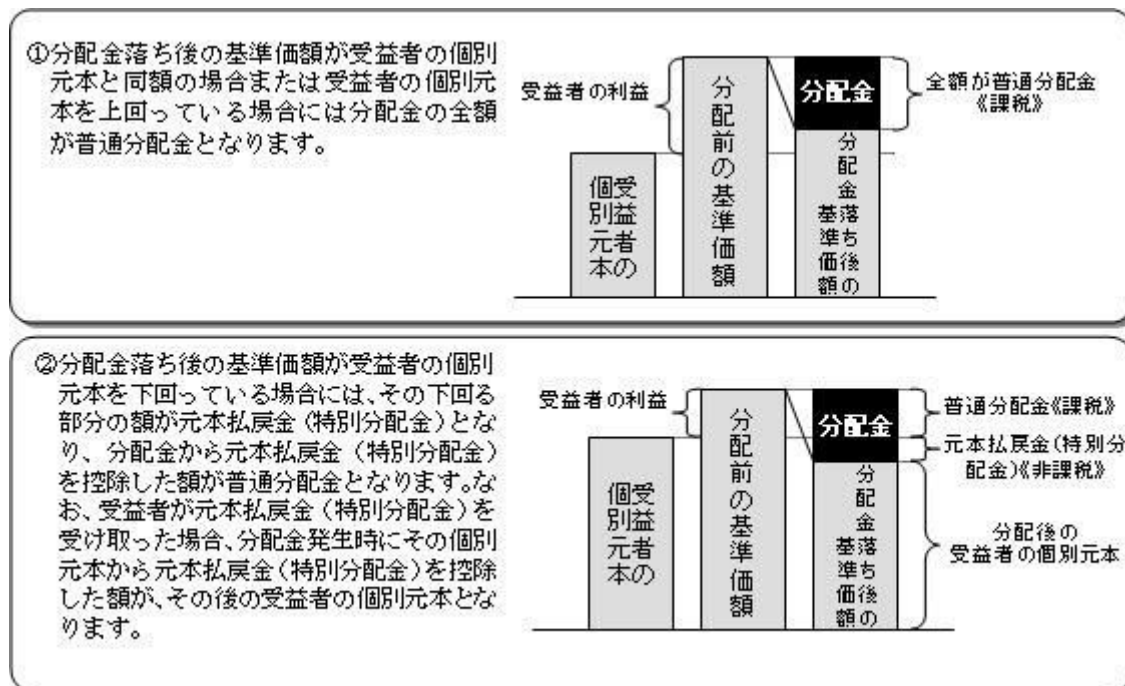 ①分配金落ち後の基準価額が受益者の個別
元本と同額の場合または受益者の個別元
本を上回っている場合には分配金の全額
が普通分配金となります。
受益者の利益
受益者の
個別元本
分配前の基準価額
分配金
分配金落ち後の
基準価額
全額が普通分配金
《課税》
②分配金落ち後の基準価額が受益者の個別
元本を下回っている場合には、その下回る
部分の額が元本払戻金（特別分配金）とな
り、分配金から元本払戻金（特別分配金）
を控除した額が普通分配金となります。な
お、受益者が元本払戻金（特別分配金）を
受け取った場合、分配金発生時にその個別
元本から元本払戻金（特別分配金）を控除
した額が、その後の受益者の個別元本とな
ります。
受益者の利益
受益者の
個別元本
分配前の基準価額
分配金
分配金落ち後の
基準価額
普通分配金《課税》
元本払戻金（特別分
配金）《非課税》
分配後の
受益者の個別元本